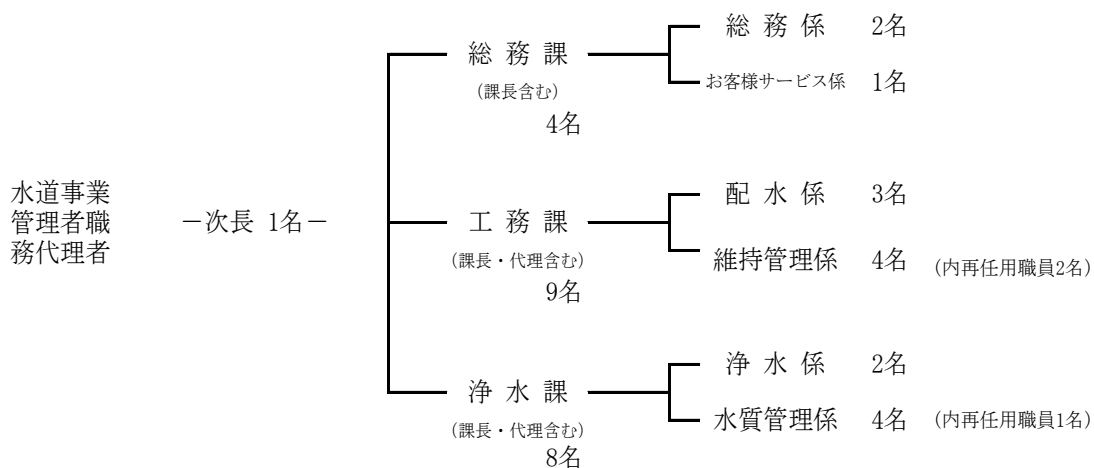 総務係 2名
総務課
お客様サービス係 1名
(課長含む)
4名
水道事業
管理者職
務代理者
－次長 1名－
配水係 3名
工務課
維持管理係 4名 (内再任用職員2名)
(課長・代理含む)
9名
浄水係 2名
浄水課
水質管理係 4名 (内再任用職員1名)
(課長・代理含む)
8名